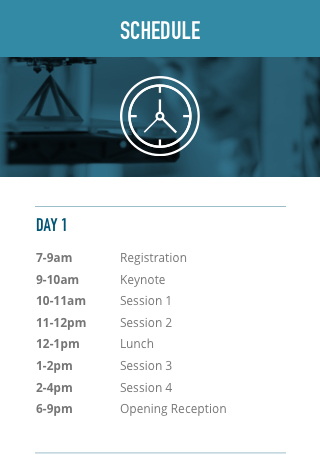 SCHEDULE
DAY 1
7-9am Registration
9-10am Keynote
10-11am Session 1
11-12pm Session 2
12-1pm Lunch
1-2pm Session 3
2-4pm Session 4
6-9pm Opening Reception